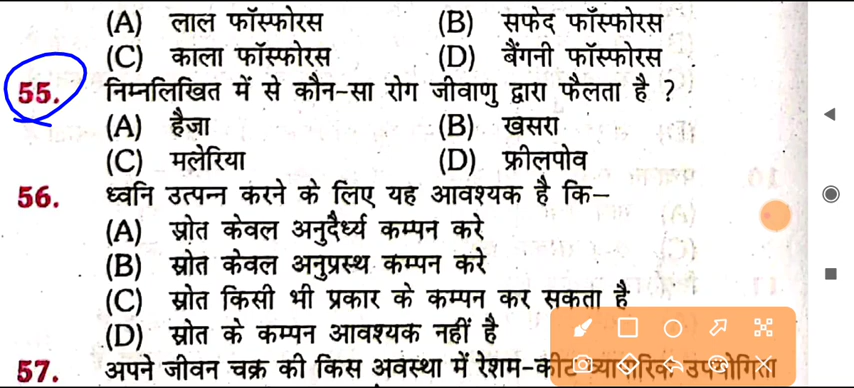 (A) लाल फॉस्फोरस (B) सफेद फॉस्फोरस
(C) काला फॉस्फोरस (D) बैंगनी फॉस्फोरस
55. निम्नलिखित में से कौन-सा रोग जीवाणु द्वारा फैलता है ?
(A) हैजा (B) खसरा
(C) मलेरिया (D) फ्रीलपोव
56. ध्वनि उत्पन्न करने के लिए यह आवश्यक है कि–
(A) स्रोत केवल अनुदैर्ध्य कम्पन करे
(B) स्रोत केवल अनुप्रस्थ कम्पन करे
(C) स्रोत किसी भी प्रकार के कम्पन कर सकता है
(D) स्रोत के कम्पन आवश्यक नहीं है
57. अपने जीवन चक्र की किस अवस्था में रेशम-कीट